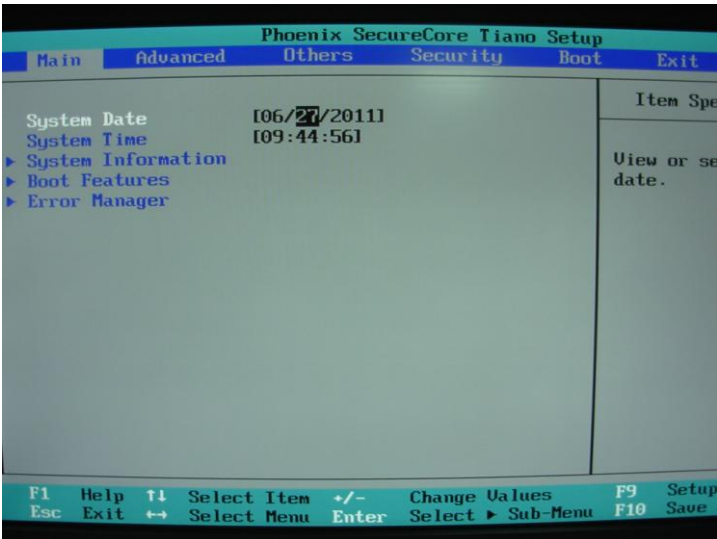 Phoenix SecureCore Tiano Setup
Main Advanced Others Security Boot Exit
Item Spe
System Date [06/27/2011]
System Time [09:44:56]
▶ System Information
▶ Boot Features
▶ Error Manager
View or se
date.
F1 Help ↑↓ Select Item +/- Change Values F9 Setup
Esc Exit ↔ Select Menu Enter Select ▶ Sub-Menu F10 Save